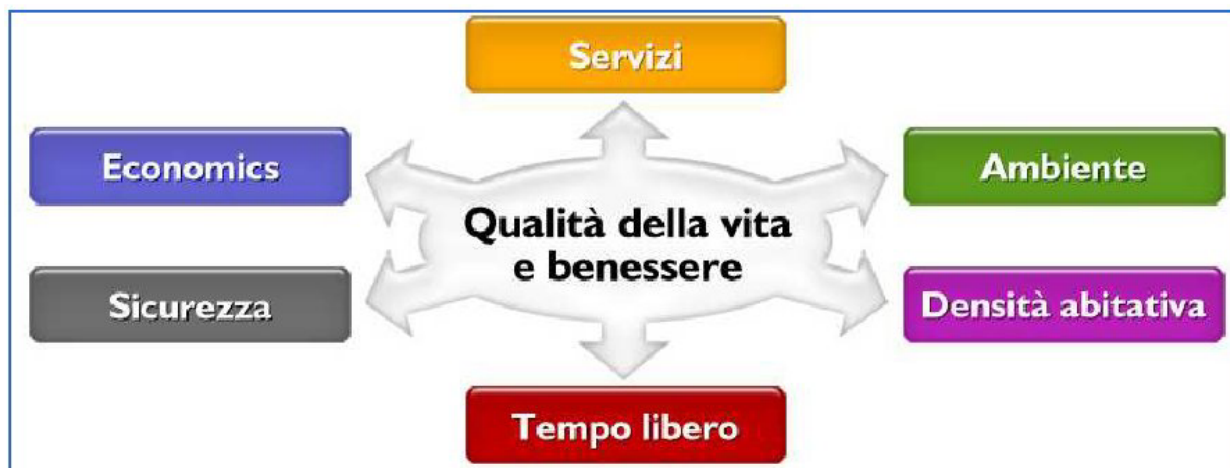 Servizi
Economics
Ambiente
Qualità della vita
e benessere
Sicurezza
Densità abitativa
Tempo libero